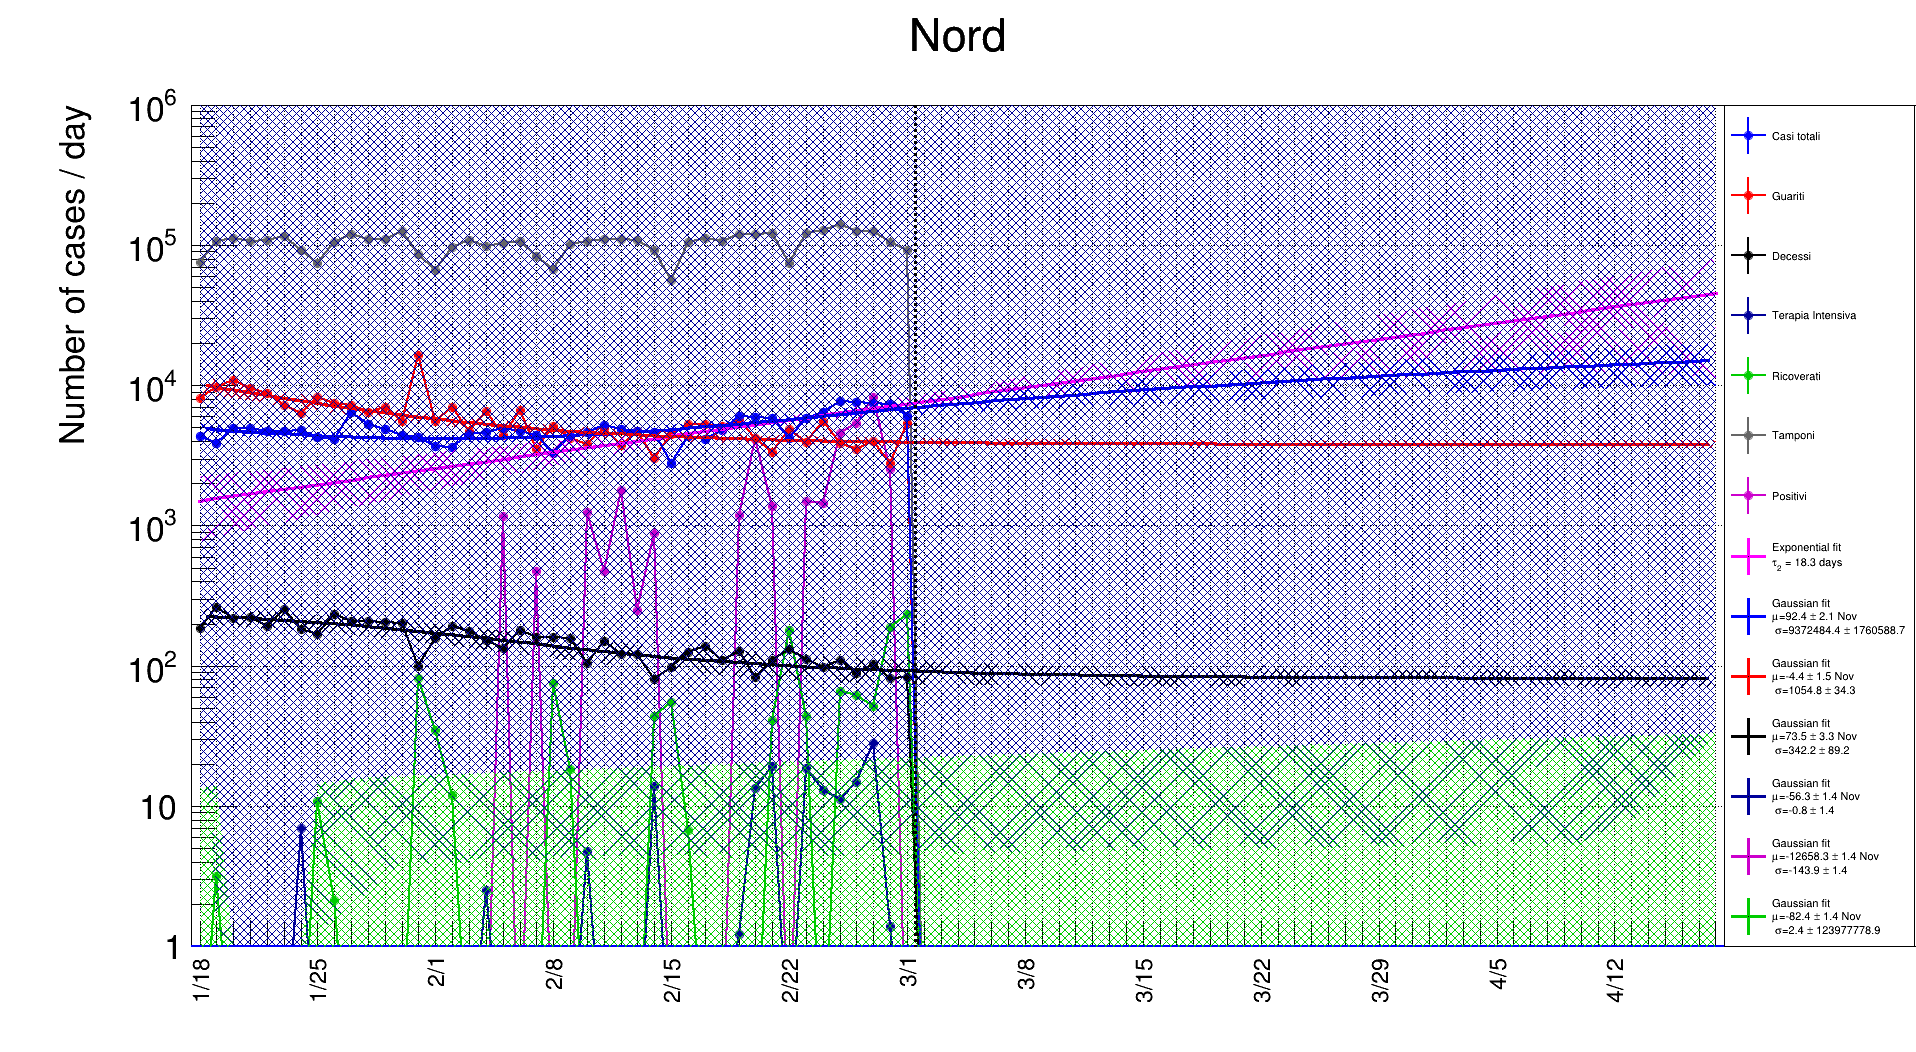 Nord
Number of cases / day
10^6
10^5
10^4
10^3
10^2
10
1
1/18
1/25
2/1
2/8
2/15
2/22
3/1
3/8
3/15
3/22
3/29
4/5
4/12
Casi totali
Guariti
Decessi
Terapia Intensiva
Ricoverati
Tamponi
Positivi
Exponential fit
τ_2 = 18.3 days
Gaussian fit
μ=92.4 ± 2.1 Nov
σ=9372484.4 ± 1760588.7
Gaussian fit
μ=-4.4 ± 1.5 Nov
σ=1054.8 ± 34.3
Gaussian fit
μ=73.5 ± 3.3 Nov
σ=342.2 ± 89.2
Gaussian fit
μ=-56.3 ± 1.4 Nov
σ=-0.8 ± 1.4
Gaussian fit
μ=-12658.3 ± 1.4 Nov
σ=-143.9 ± 1.4
Gaussian fit
μ=-82.4 ± 1.4 Nov
σ=2.4 ± 123977778.9